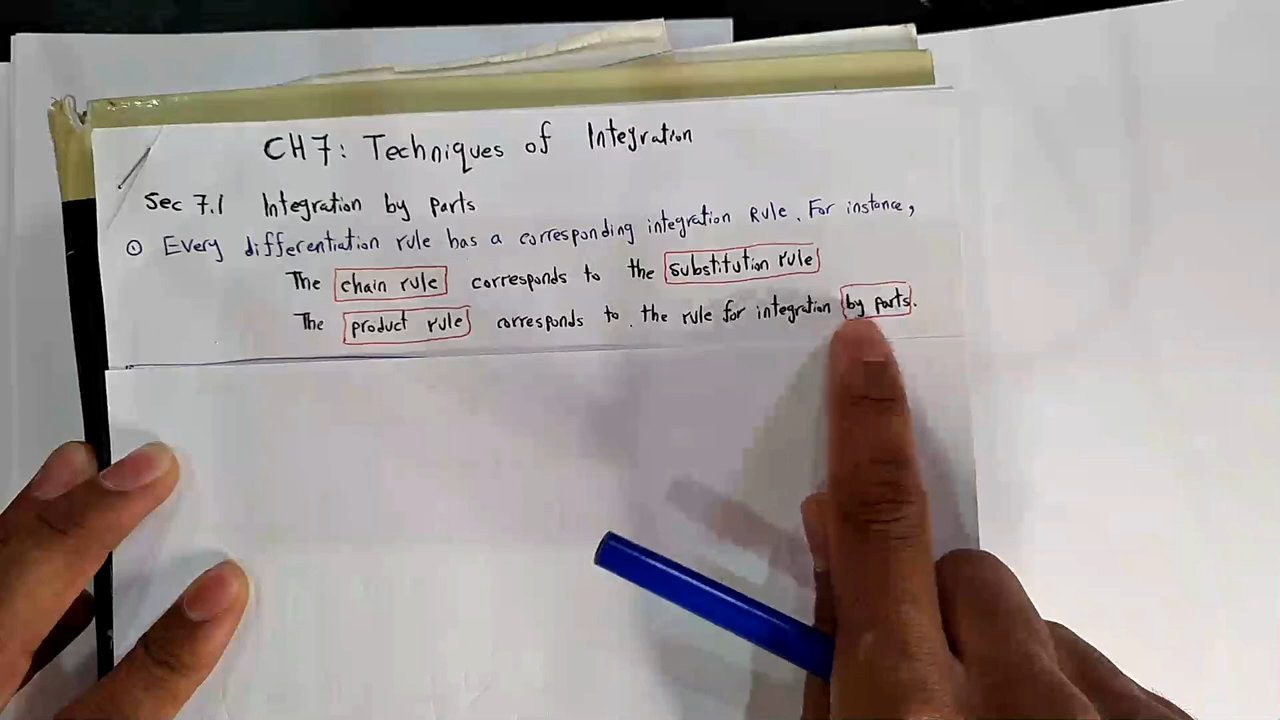 CH7: Techniques of Integration
Sec 7.1 Integration by parts
⊙ Every differentiation rule has a corresponding integration Rule. For instance,
The chain rule corresponds to the substitution rule
The product rule corresponds to the rule for integration by parts.